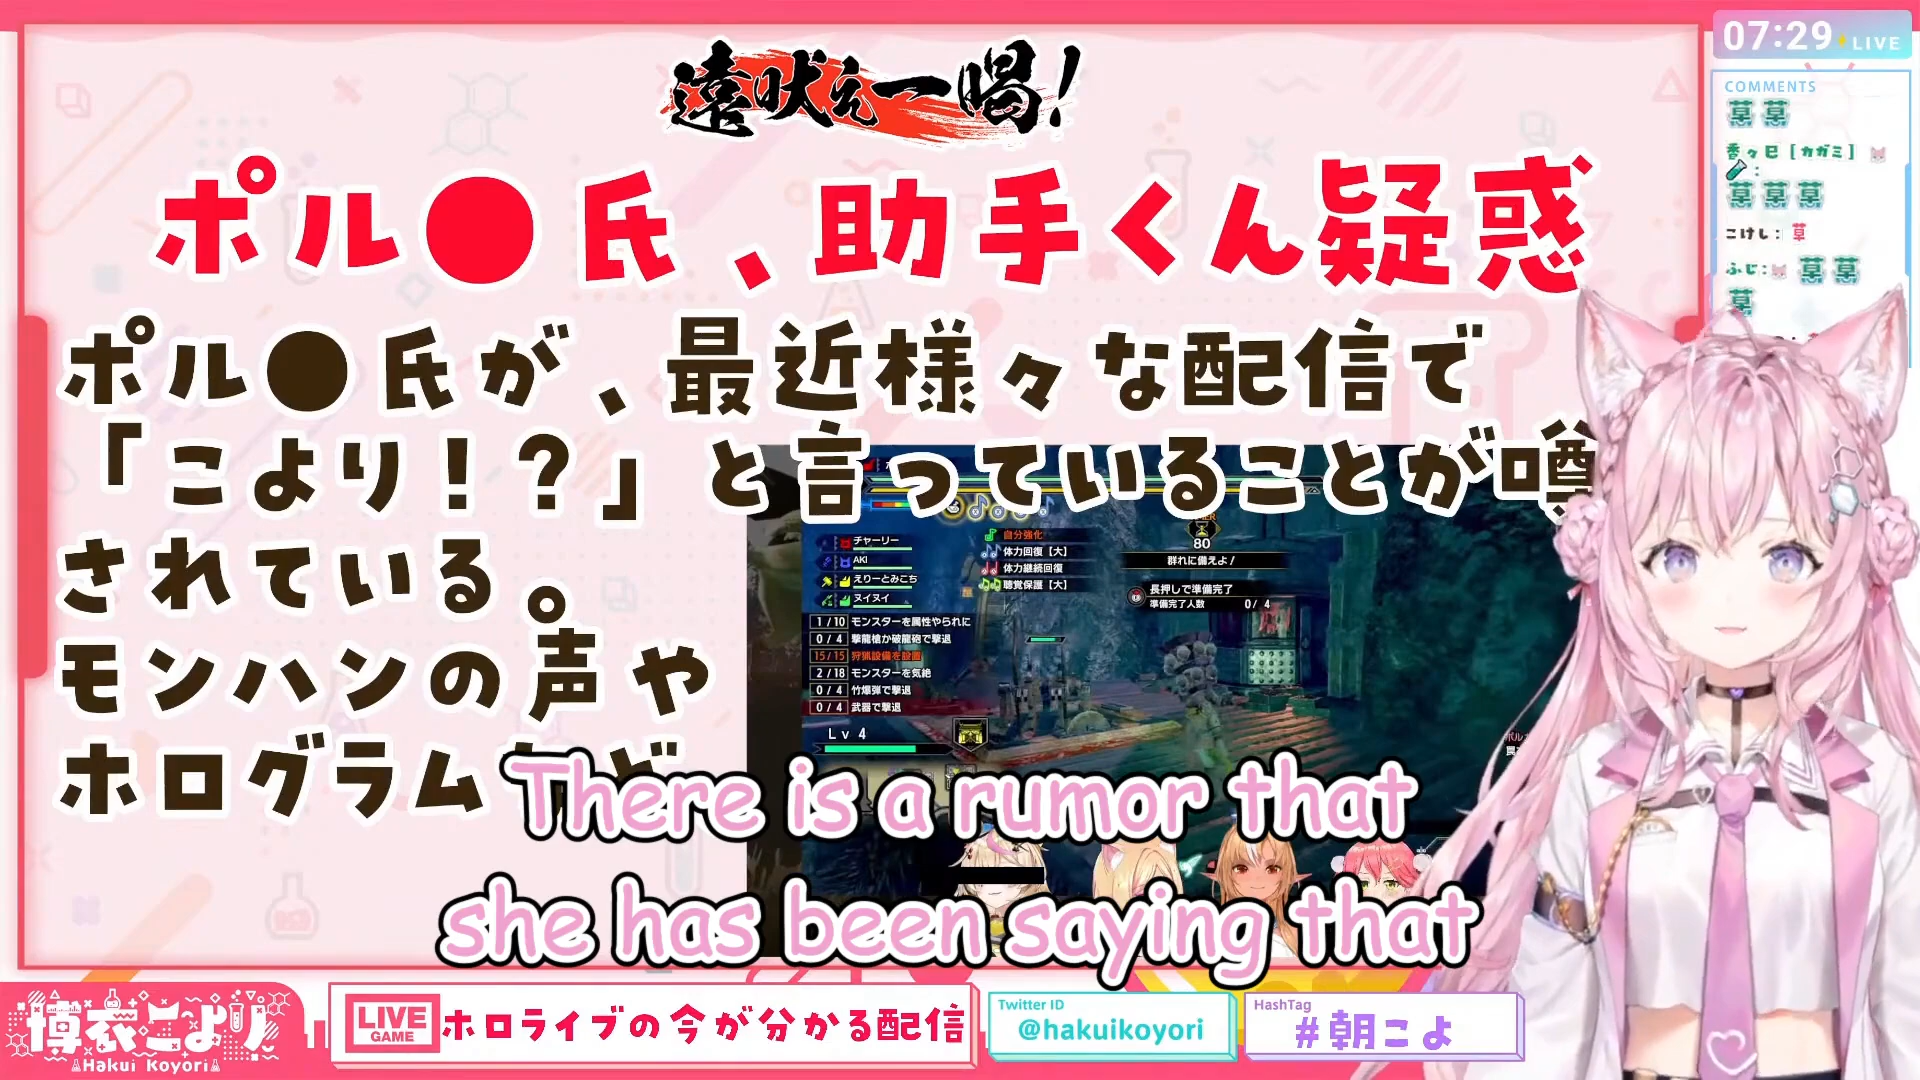 遠吠え一喝!
ポル●氏、助手くん疑惑
ポル●氏が、最近様々な配信で
「こより!?」と言っていることが噂
されている。
モンハンの声や
ホログラム
There is a rumor that
she has been saying that
07:29 LIVE
COMMENTS
草草
香々巳【カガミ】
:
草草草
こけし: 草
ふじ: 草草
草
チャーリー
AKI
えりーとみこち
ヌイヌイ
自分強化
体力回復【大】
体力継続回復
聴覚保護【大】
80
群れに備えよ!
長押しで準備完了
準備完了人数 0/ 4
1/10 モンスターを属性やられに
0/ 4 撃龍槍か破龍砲で撃退
15/15 狩猟設備を設置
2/18 モンスターを気絶
0/ 4 竹爆弾で撃退
0/ 4 武器で撃退
Lv 4
博衣こより
Hakui Koyori
LIVE
GAME
ホロライブの今が分かる配信
Twitter ID
@hakuikoyori
HashTag
#朝こよ